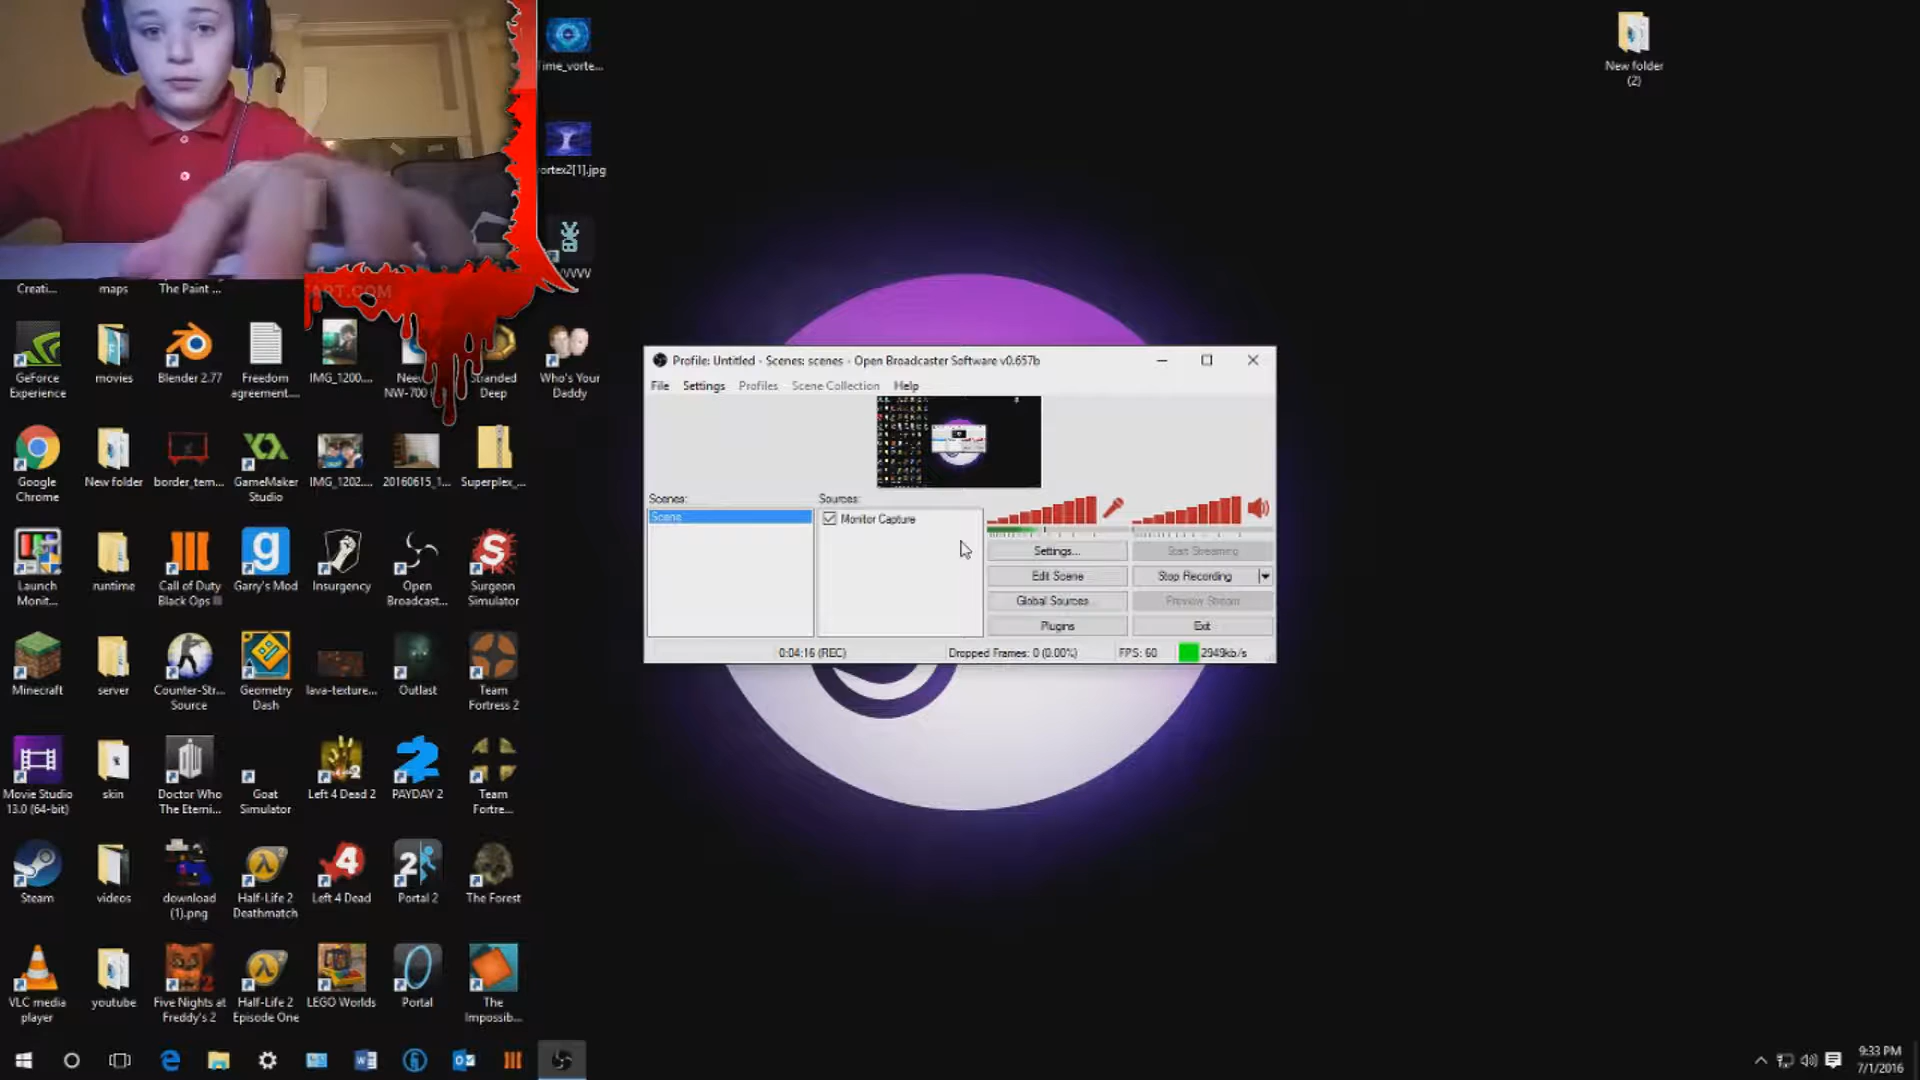 Time_vorte...
New folder
(2)
vortex2[1].jpg
Creati...
maps
The Paint ...
ART.COM
GeForce
Experience
movies
Blender 2.77
Freedom
agreement....
IMG_1200....
NW-700
Stranded
Deep
Who's Your
Daddy
Google
Chrome
New folder
border_tem...
GameMaker
Studio
IMG_1202....
20160615_1...
Superplex_...
Launch
Monit...
runtime
Call of Duty
Black Ops III
Garry's Mod
Insurgency
Open
Broadcast...
Surgeon
Simulator
Minecraft
server
Counter-Str...
Source
Geometry
Dash
lava-texture...
Outlast
Team
Fortress 2
Movie Studio
13.0 (64-bit)
skin
Doctor Who
The Eterni...
Goat
Simulator
Left 4 Dead 2
PAYDAY 2
Team
Fortre...
Steam
videos
download
(1).png
Half-Life 2
Deathmatch
Left 4 Dead
Portal 2
The Forest
VLC media
player
youtube
Five Nights at
Freddy's 2
Half-Life 2
Episode One
LEGO Worlds
Portal
The
Impossib...
Profile: Untitled - Scenes: scenes - Open Broadcaster Software v0.657b
File Settings Profiles Scene Collection Help
Scenes:
Scene
Sources:
Monitor Capture
Settings...
Start Streaming
Edit Scene
Stop Recording
Global Sources...
Preview Stream
Plugins
Exit
0:04:16 (REC)
Dropped Frames: 0 (0.00%)
FPS: 60
2949kb/s
9:33 PM
7/1/2016